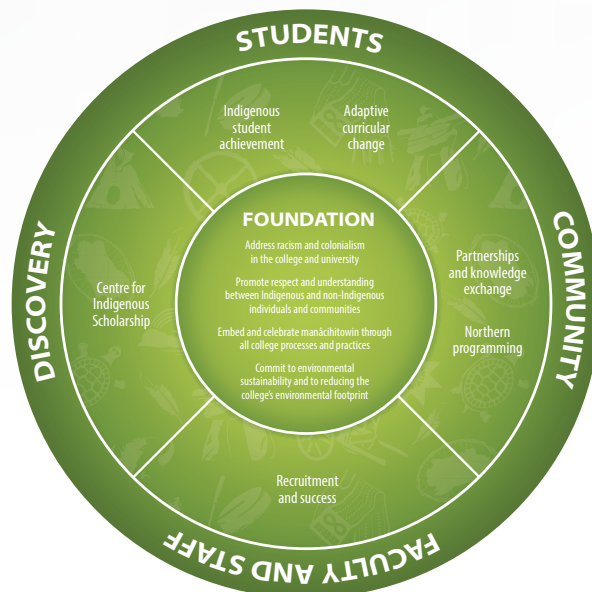 STUDENTS
Indigenous
student
achievement
Adaptive
curricular
change
DISCOVERY
Centre for
Indigenous
Scholarship
FOUNDATION
Address racism and colonialism
in the college and university
Promote respect and understanding
between Indigenous and non-Indigenous
individuals and communities
Embed and celebrate manācihitowin through
all college processes and practices
Commit to environmental
sustainability and to reducing the
college's environmental footprint
COMMUNITY
Partnerships
and knowledge
exchange
Northern
programming
Recruitment
and success
FACULTY AND STAFF